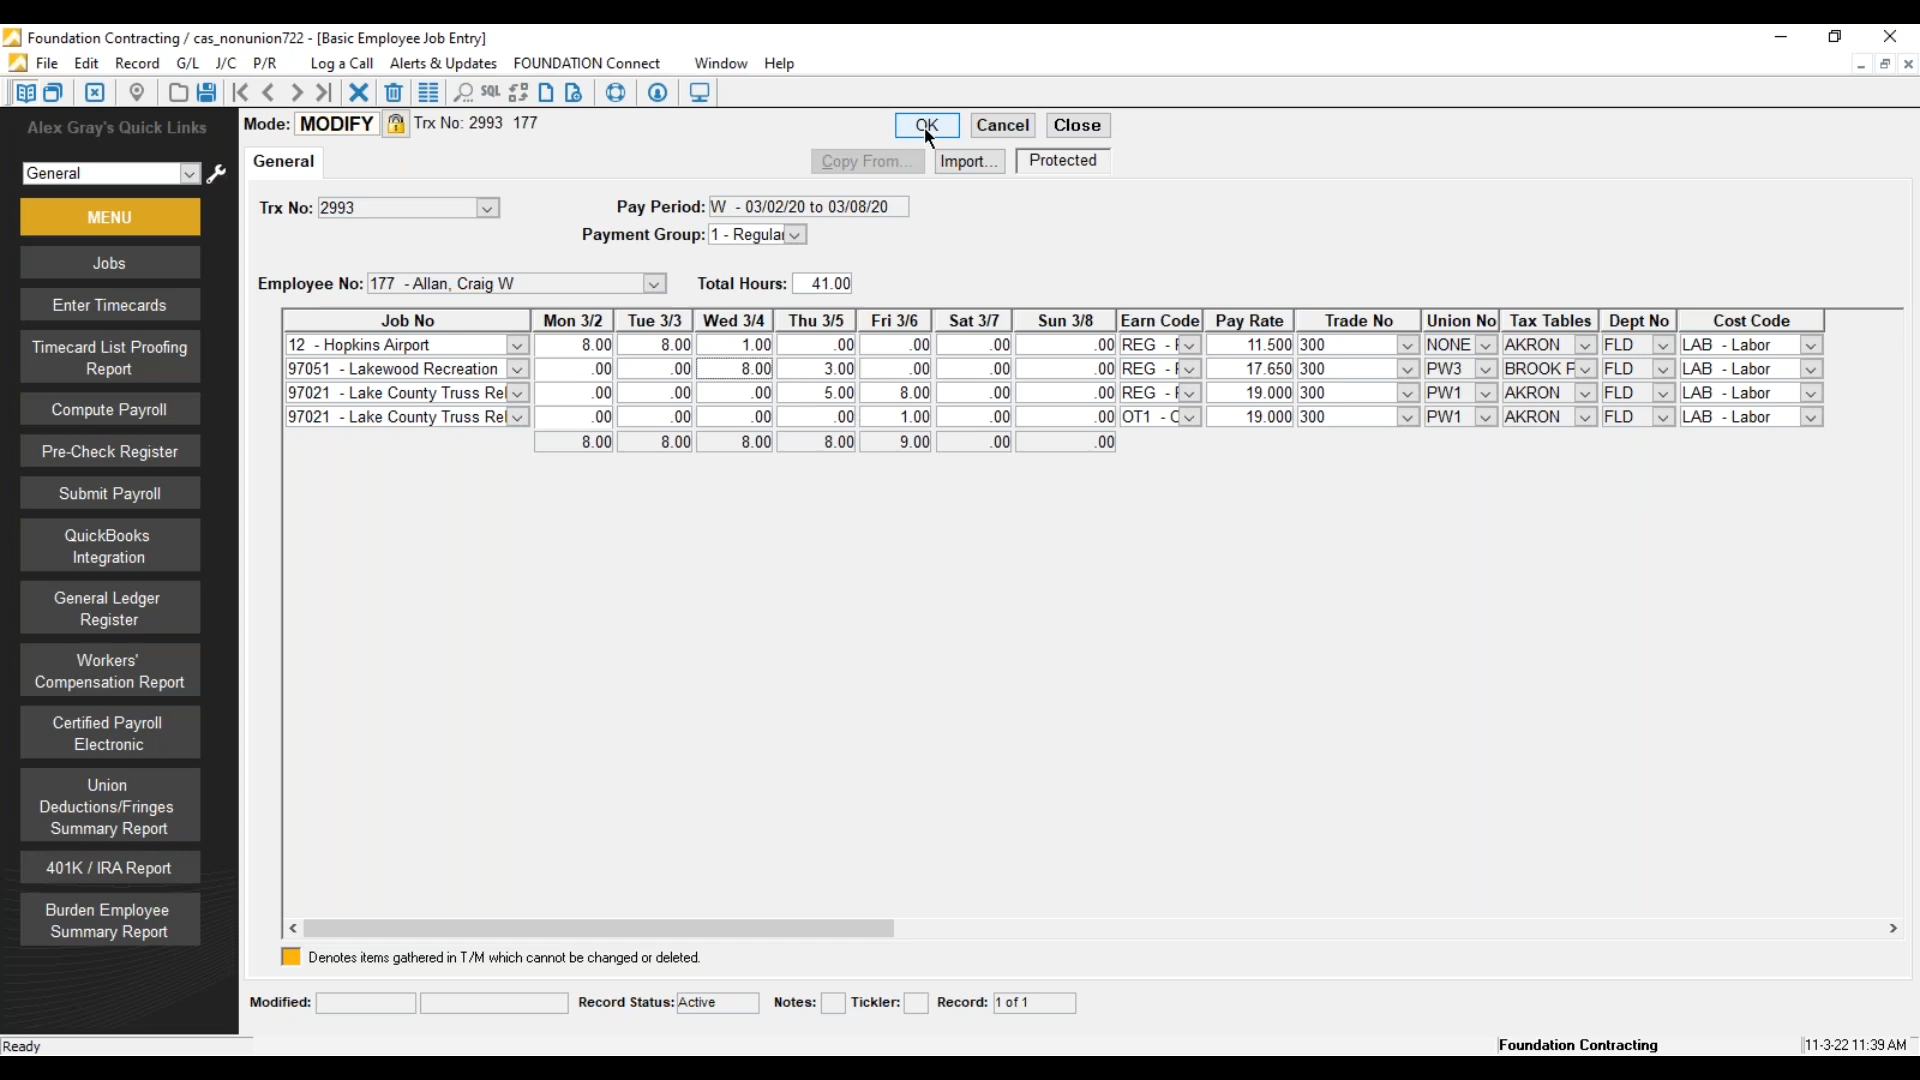 Foundation Contracting / cas_nonunion722 - [Basic Employee Job Entry]
File Edit Record G/L J/C P/R Log a Call Alerts & Updates FOUNDATION Connect Window Help
SQL
Alex Gray's Quick Links
General
MENU
Jobs
Enter Timecards
Timecard List Proofing
Report
Compute Payroll
Pre-Check Register
Submit Payroll
QuickBooks
Integration
General Ledger
Register
Workers'
Compensation Report
Certified Payroll
Electronic
Union
Deductions/Fringes
Summary Report
401K / IRA Report
Burden Employee
Summary Report
Mode: MODIFY Trx No: 2993 177 OK Cancel Close
General Copy From... Import... Protected
Trx No: 2993 Pay Period: W - 03/02/20 to 03/08/20
Payment Group: 1 - Regular
Employee No: 177 - Allan, Craig W Total Hours: 41.00
Job No Mon 3/2 Tue 3/3 Wed 3/4 Thu 3/5 Fri 3/6 Sat 3/7 Sun 3/8 Earn Code Pay Rate Trade No Union No Tax Tables Dept No Cost Code
12 - Hopkins Airport 8.00 8.00 1.00 .00 .00 .00 .00 REG - 11.500 300 NONE AKRON FLD LAB - Labor
97051 - Lakewood Recreation .00 .00 8.00 3.00 .00 .00 .00 REG - 17.650 300 PW3 BROOK FLD LAB - Labor
97021 - Lake County Truss Rel .00 .00 .00 5.00 8.00 .00 .00 REG - 19.000 300 PW1 AKRON FLD LAB - Labor
97021 - Lake County Truss Rel .00 .00 .00 .00 1.00 .00 .00 OT1 - 19.000 300 PW1 AKRON FLD LAB - Labor
8.00 8.00 8.00 8.00 9.00 .00 .00
Denotes items gathered in T/M which cannot be changed or deleted.
Modified: Record Status: Active Notes: Tickler: Record: 1 of 1
Ready Foundation Contracting 11-3-22 11:39 AM